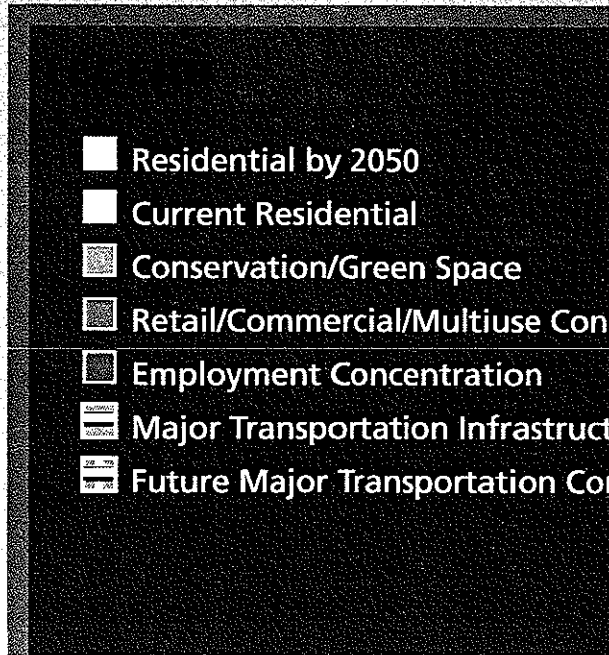 Residential by 2050
Current Residential
Conservation/Green Space
Retail/Commercial/Multiuse Con
Employment Concentration
Major Transportation Infrastruct
Future Major Transportation Cor